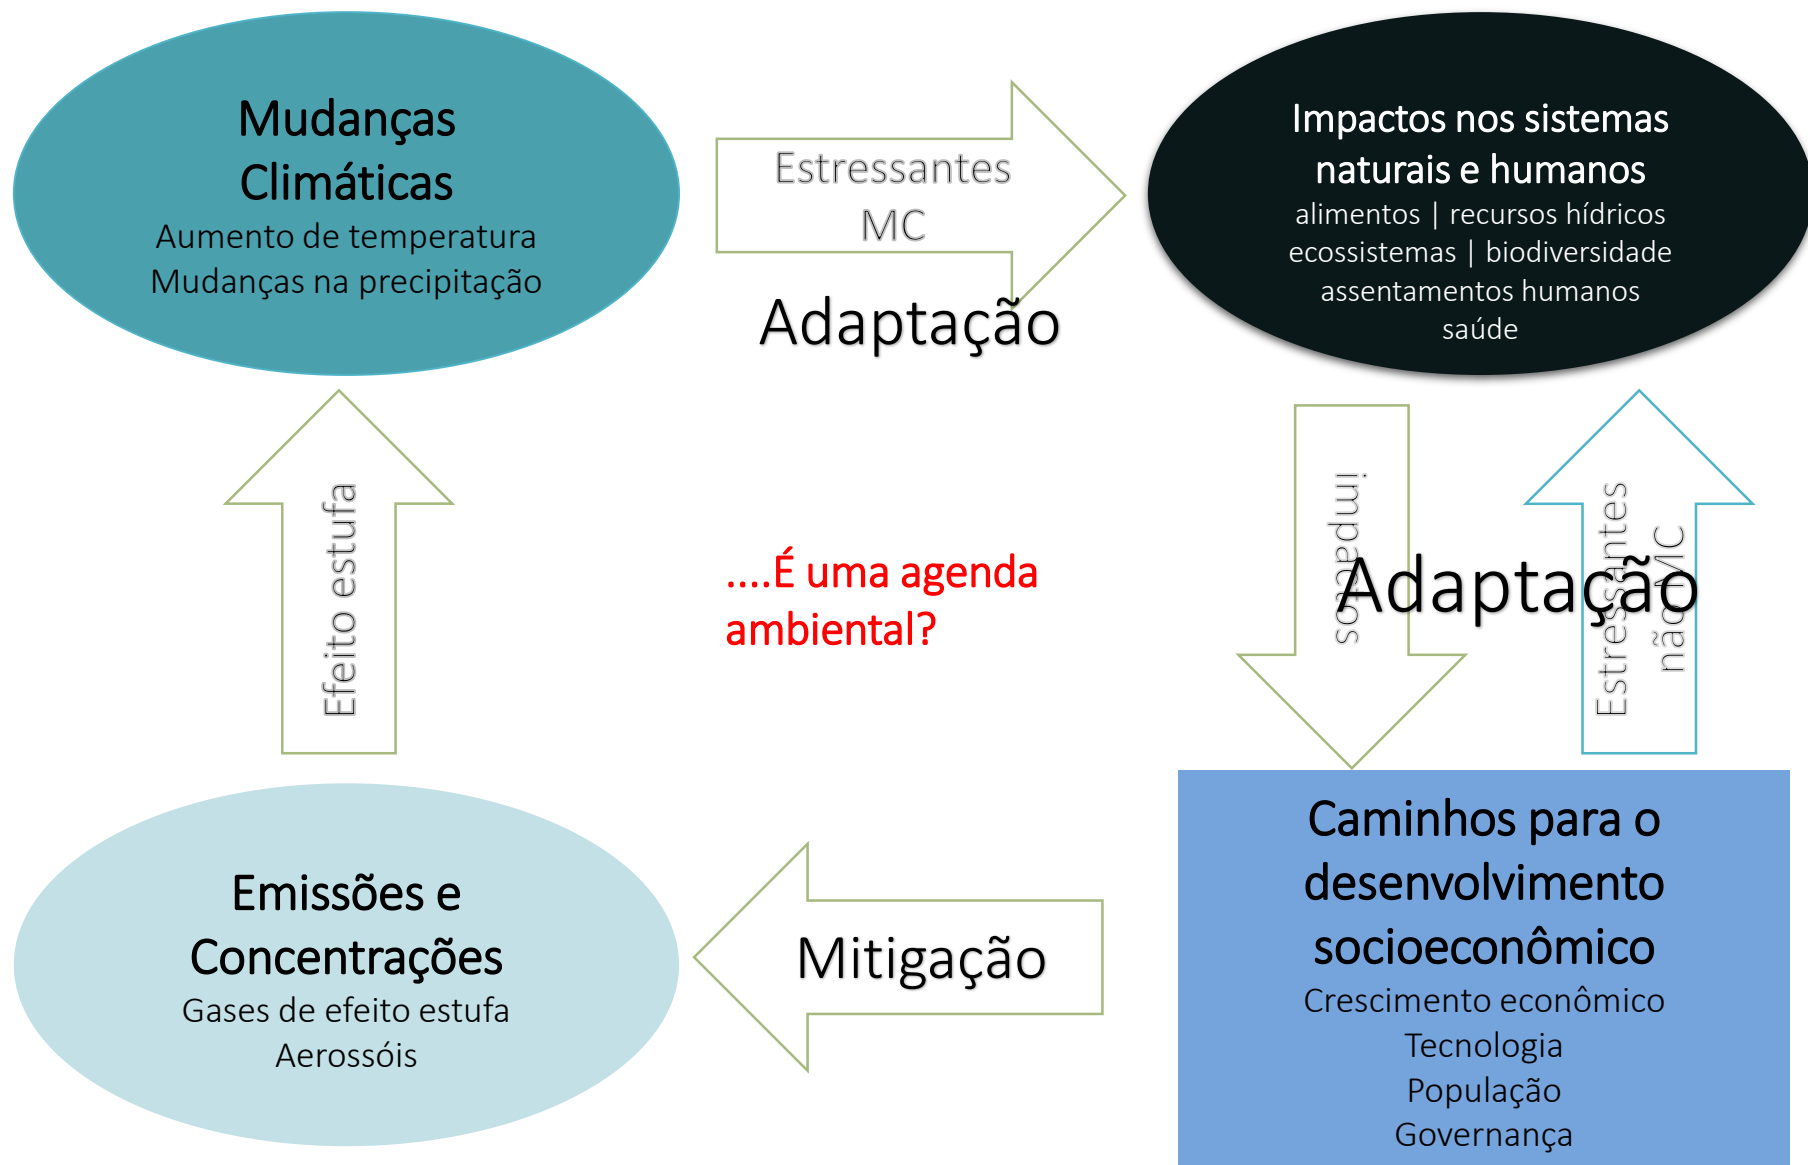 Mudanças
Climáticas
Aumento de temperatura
Mudanças na precipitação
Estressantes
MC
Adaptação
Impactos nos sistemas
naturais e humanos
alimentos | recursos hídricos
ecossistemas | biodiversidade
assentamentos humanos
saúde
Efeito estufa
....É uma agenda
ambiental?
impactos
Adaptação
Estressantes
não MC
Emissões e
Concentrações
Gases de efeito estufa
Aerossóis
Mitigação
Caminhos para o
desenvolvimento
socioeconômico
Crescimento econômico
Tecnologia
População
Governança